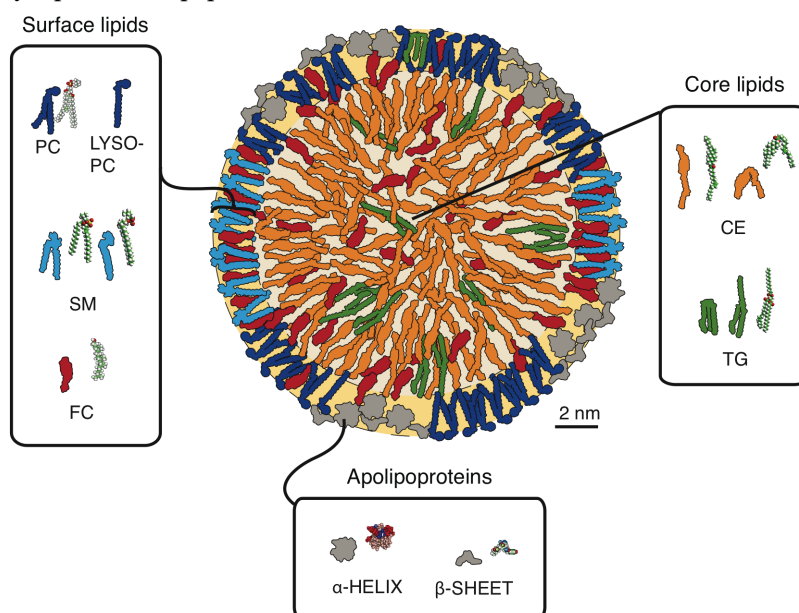 Surface lipids
PC
LYSO-
PC
SM
FC
Core lipids
CE
TG
2 nm
Apolipoproteins
α-HELIX
β-SHEET